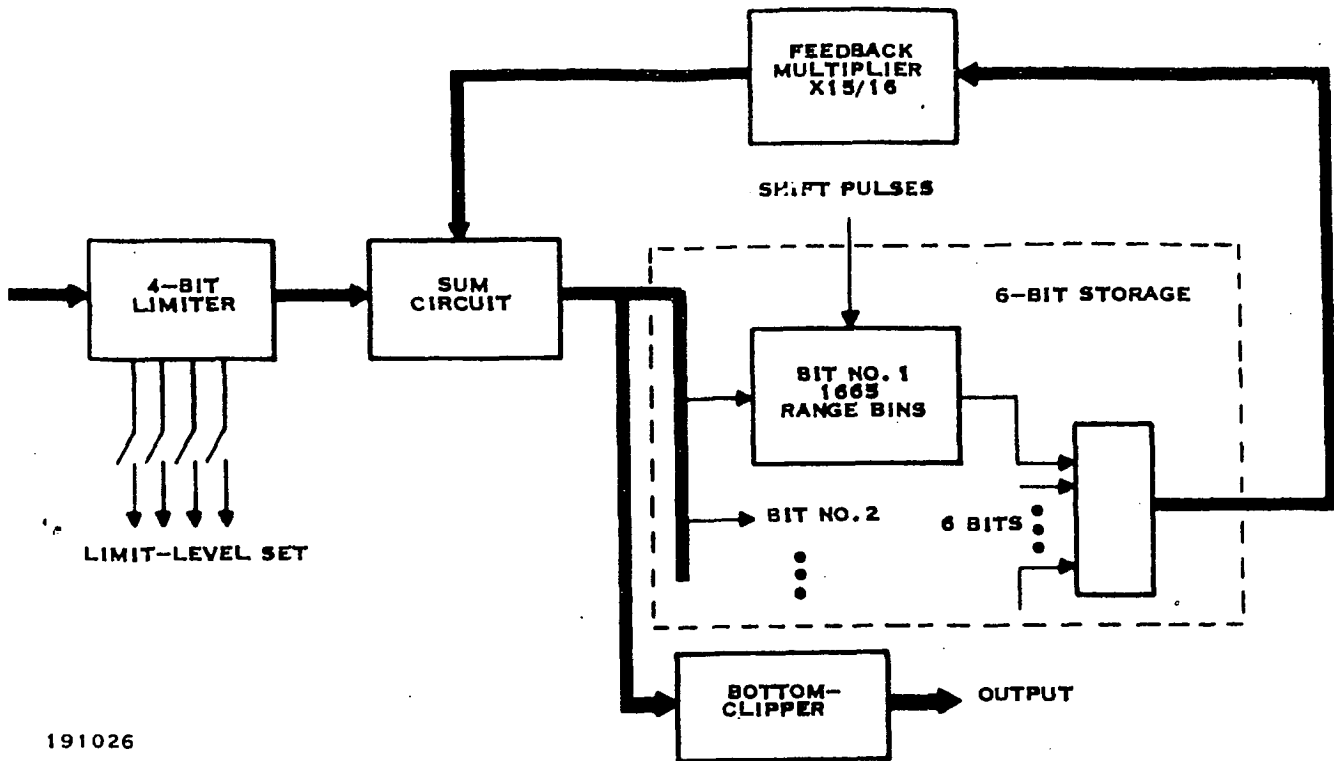 FEEDBACK
MULTIPLIER
X15/16
SHIFT PULSES
4-BIT
LIMITER
SUM
CIRCUIT
6-BIT STORAGE
BIT NO. 1
1665
RANGE BINS
BIT NO. 2
6 BITS
LIMIT-LEVEL SET
BOTTOM-
CLIPPER
OUTPUT
191026